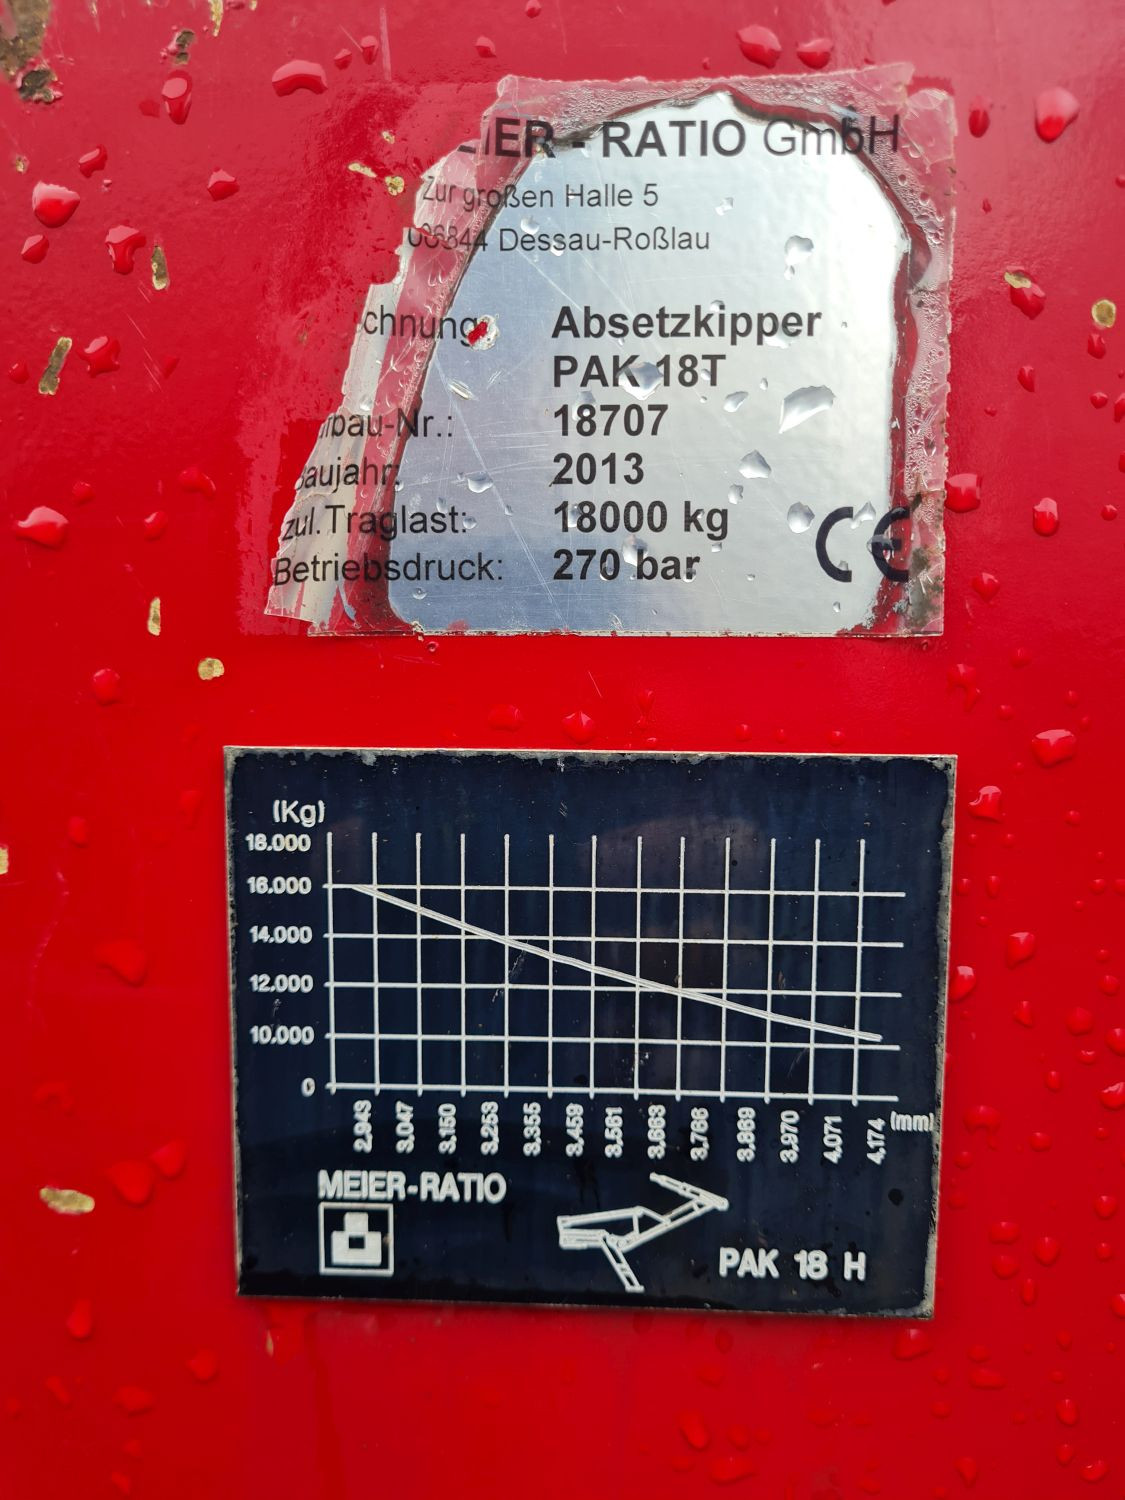 MEIER - RATIO GmbH
Zur großen Halle 5
06844 Dessau-Roßlau
chnung: Absetzkipper
PAK 18T
bau-Nr.: 18707
Baujahr: 2013
zul.Traglast: 18000 kg
Betriebsdruck: 270 bar
CE
(Kg)
18.000
16.000
14.000
12.000
10.000
0
2.943 3.047 3.150 3.253 3.355 3.459 3.561 3.663 3.766 3.869 3.970 4.071 4.174 (mm)
MEIER-RATIO
PAK 18 H